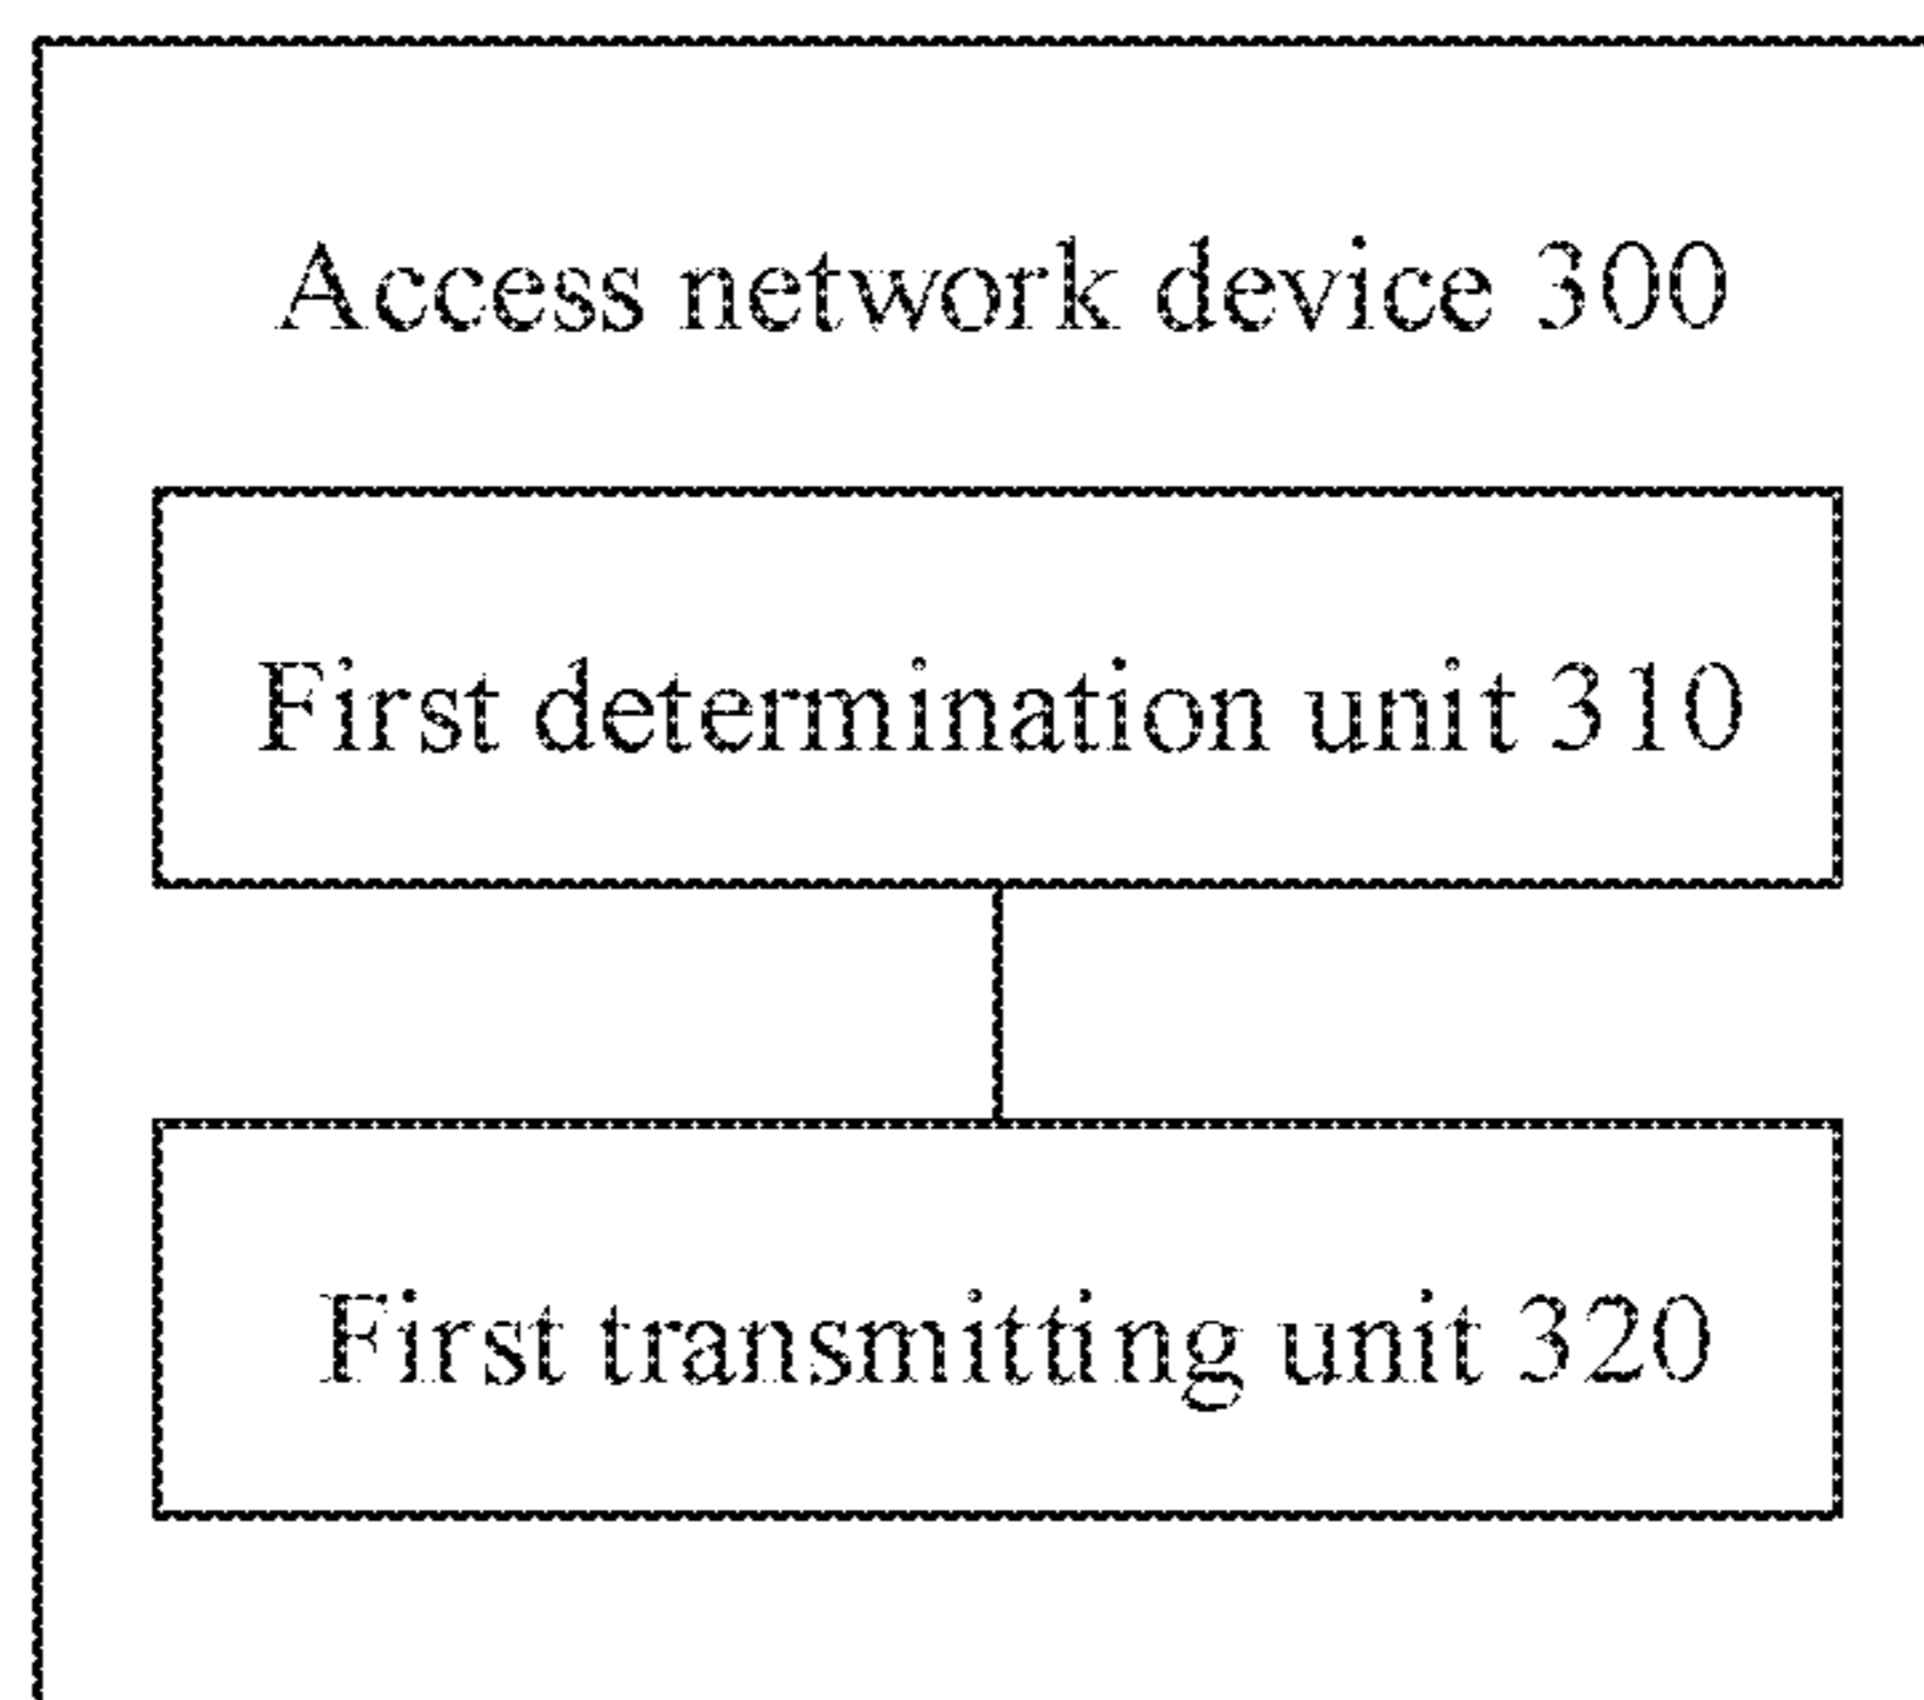 Access network device 300
First determination unit 310
First transmitting unit 320